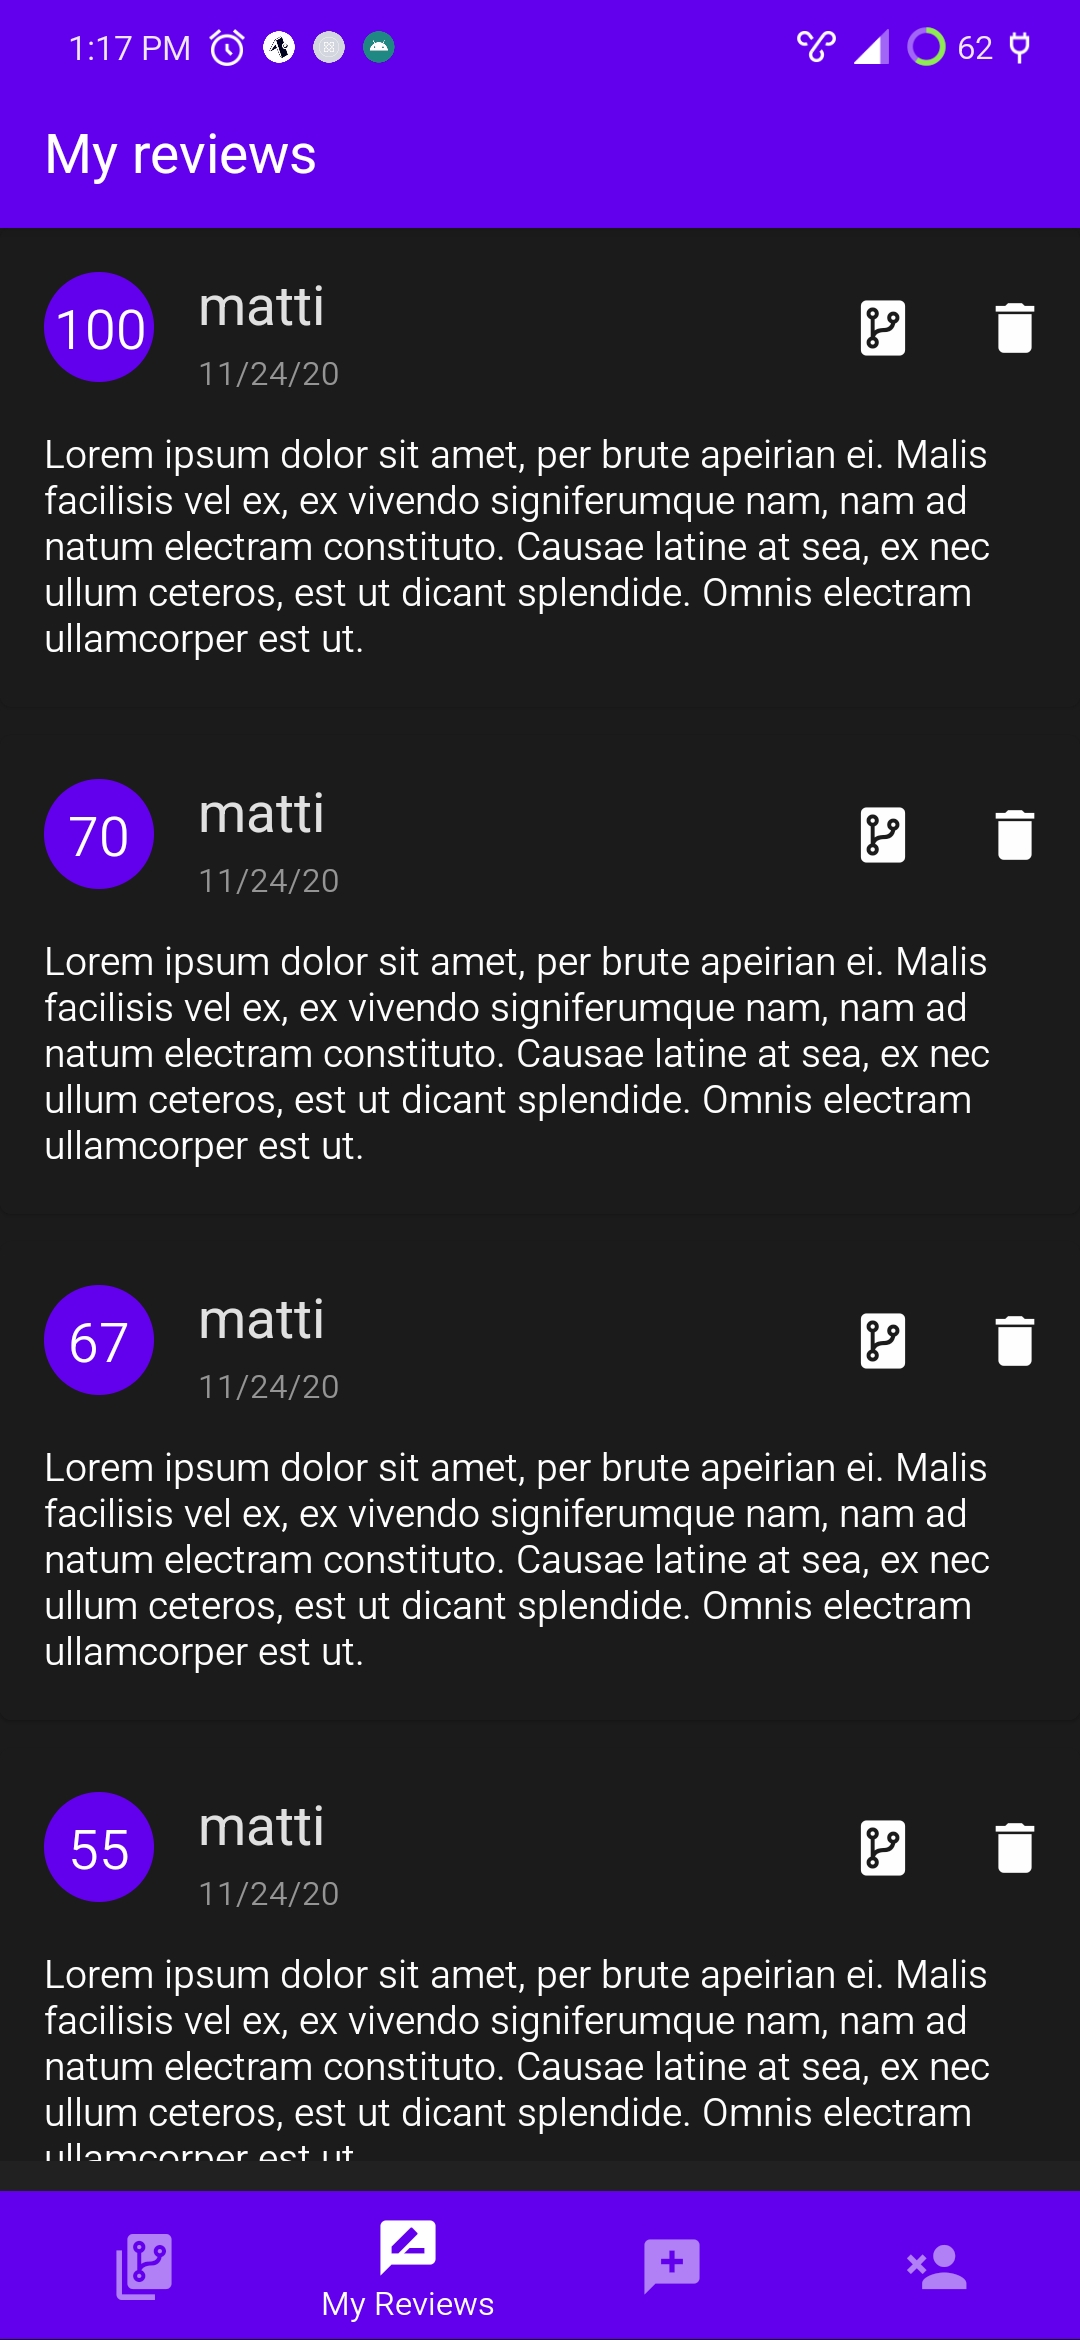 1:17 PM 62
My reviews
100 matti
11/24/20
Lorem ipsum dolor sit amet, per brute apeirian ei. Malis
facilisis vel ex, ex vivendo signiferumque nam, nam ad
natum electram constituto. Causae latine at sea, ex nec
ullum ceteros, est ut dicant splendide. Omnis electram
ullamcorper est ut.
70 matti
11/24/20
Lorem ipsum dolor sit amet, per brute apeirian ei. Malis
facilisis vel ex, ex vivendo signiferumque nam, nam ad
natum electram constituto. Causae latine at sea, ex nec
ullum ceteros, est ut dicant splendide. Omnis electram
ullamcorper est ut.
67 matti
11/24/20
Lorem ipsum dolor sit amet, per brute apeirian ei. Malis
facilisis vel ex, ex vivendo signiferumque nam, nam ad
natum electram constituto. Causae latine at sea, ex nec
ullum ceteros, est ut dicant splendide. Omnis electram
ullamcorper est ut.
55 matti
11/24/20
Lorem ipsum dolor sit amet, per brute apeirian ei. Malis
facilisis vel ex, ex vivendo signiferumque nam, nam ad
natum electram constituto. Causae latine at sea, ex nec
ullum ceteros, est ut dicant splendide. Omnis electram
ullamcorper est ut
My Reviews